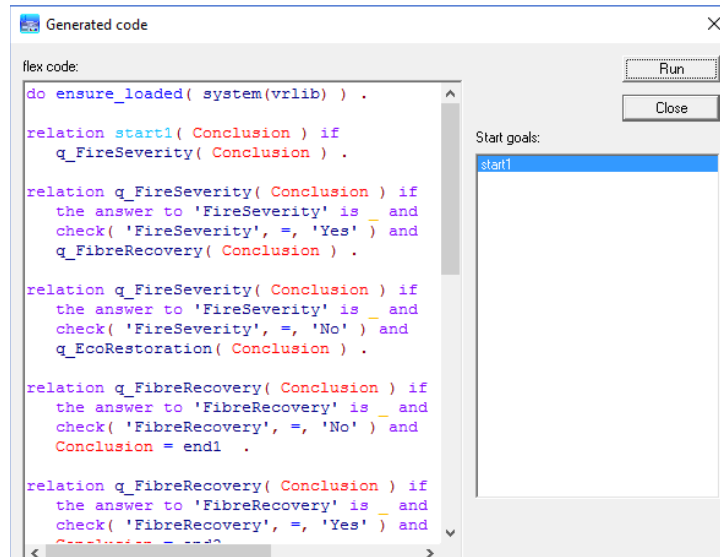 Generated code
flex code:
do ensure_loaded( system(vrlib) ) .
relation start1( Conclusion ) if
q_FireSeverity( Conclusion ) .
relation q_FireSeverity( Conclusion ) if
the answer to 'FireSeverity' is _ and
check( 'FireSeverity', =, 'Yes' ) and
q_FibreRecovery( Conclusion ) .
relation q_FireSeverity( Conclusion ) if
the answer to 'FireSeverity' is _ and
check( 'FireSeverity', =, 'No' ) and
q_EcoRestoration( Conclusion ) .
relation q_FibreRecovery( Conclusion ) if
the answer to 'FibreRecovery' is _ and
check( 'FibreRecovery', =, 'No' ) and
Conclusion = end1 .
relation q_FibreRecovery( Conclusion ) if
the answer to 'FibreRecovery' is _ and
check( 'FibreRecovery', =, 'Yes' ) and
Run
Close
Start goals:
start1